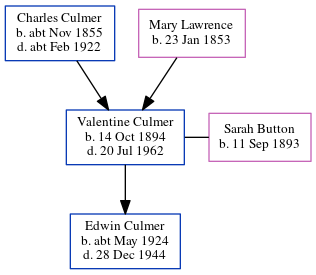 Charles Culmer
b. abt Nov 1855
d. abt Feb 1922
Mary Lawrence
b. 23 Jan 1853
Valentine Culmer
b. 14 Oct 1894
d. 20 Jul 1962
Sarah Button
b. 11 Sep 1893
Edwin Culmer
b. abt May 1924
d. 28 Dec 1944